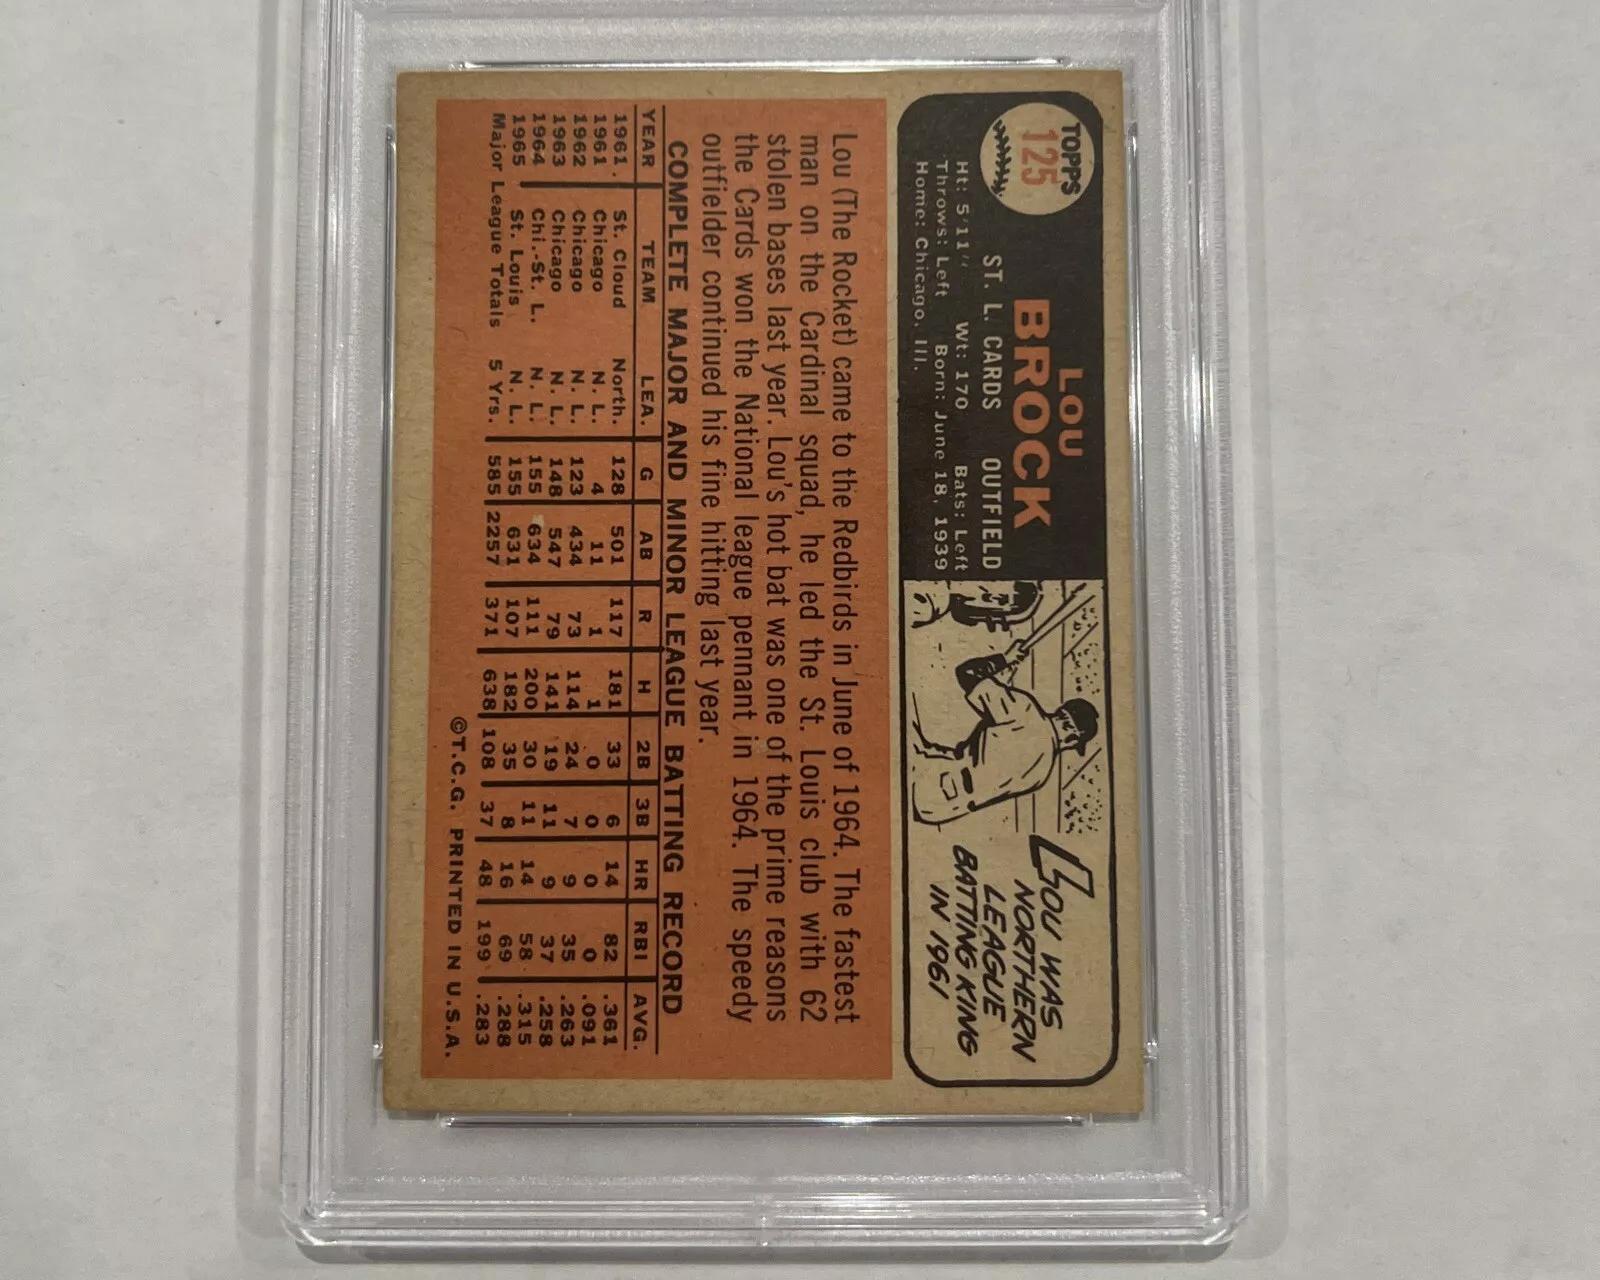 TOPPS
125
LOU
BROCK
ST. L. CARDS OUTFIELD
Ht: 5'11" Wt: 170 Bats: Left
Throws: Left Born: June 18, 1939
Home: Chicago, Ill.
LOU WAS
NORTHERN
LEAGUE
BATTING KING
IN 1961
Lou (The Rocket) came to the Redbirds in June of 1964. The fastest
man on the Cardinal squad, he led the St. Louis club with 62
stolen bases last year. Lou's hot bat was one of the prime reasons
the Cards won the National league pennant in 1964. The speedy
outfielder continued his fine hitting last year.
COMPLETE MAJOR AND MINOR LEAGUE BATTING RECORD
YEAR TEAM LEA. G AB R H 2B 3B HR RBI AVG.
1961 St. Cloud North. 128 501 117 181 33 6 14 82 .361
1961 Chicago N. L. 4 11 1 1 0 0 0 0 .091
1962 Chicago N. L. 123 434 73 114 24 7 9 35 .263
1963 Chicago N. L. 148 547 79 141 19 11 9 37 .258
1964 Chi.-St. L. N. L. 155 634 111 200 30 11 14 58 .315
1965 St. Louis N. L. 155 631 107 182 35 8 16 69 .288
Major League Totals 5 Yrs. 585 2257 371 638 108 37 48 199 .283
©T.C.G. PRINTED IN U.S.A.